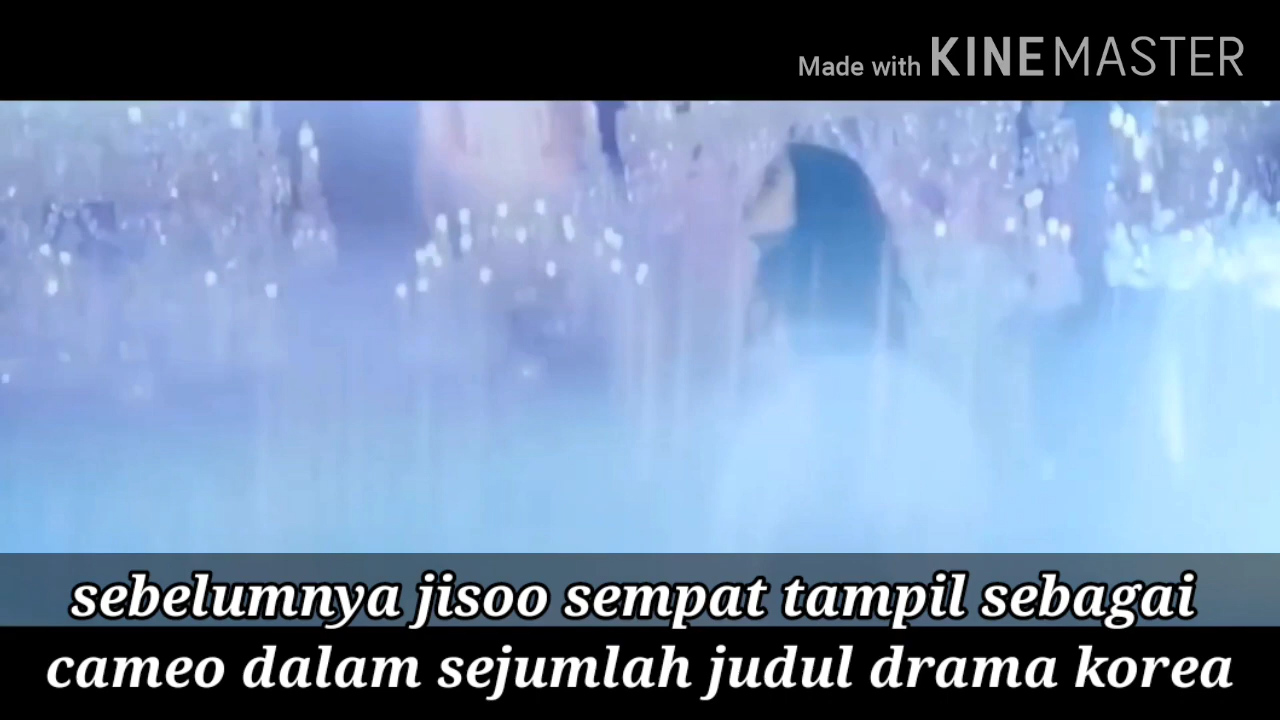 Made with KINEMASTER
sebelumnya jisoo sempat tampil sebagai
cameo dalam sejumlah judul drama korea